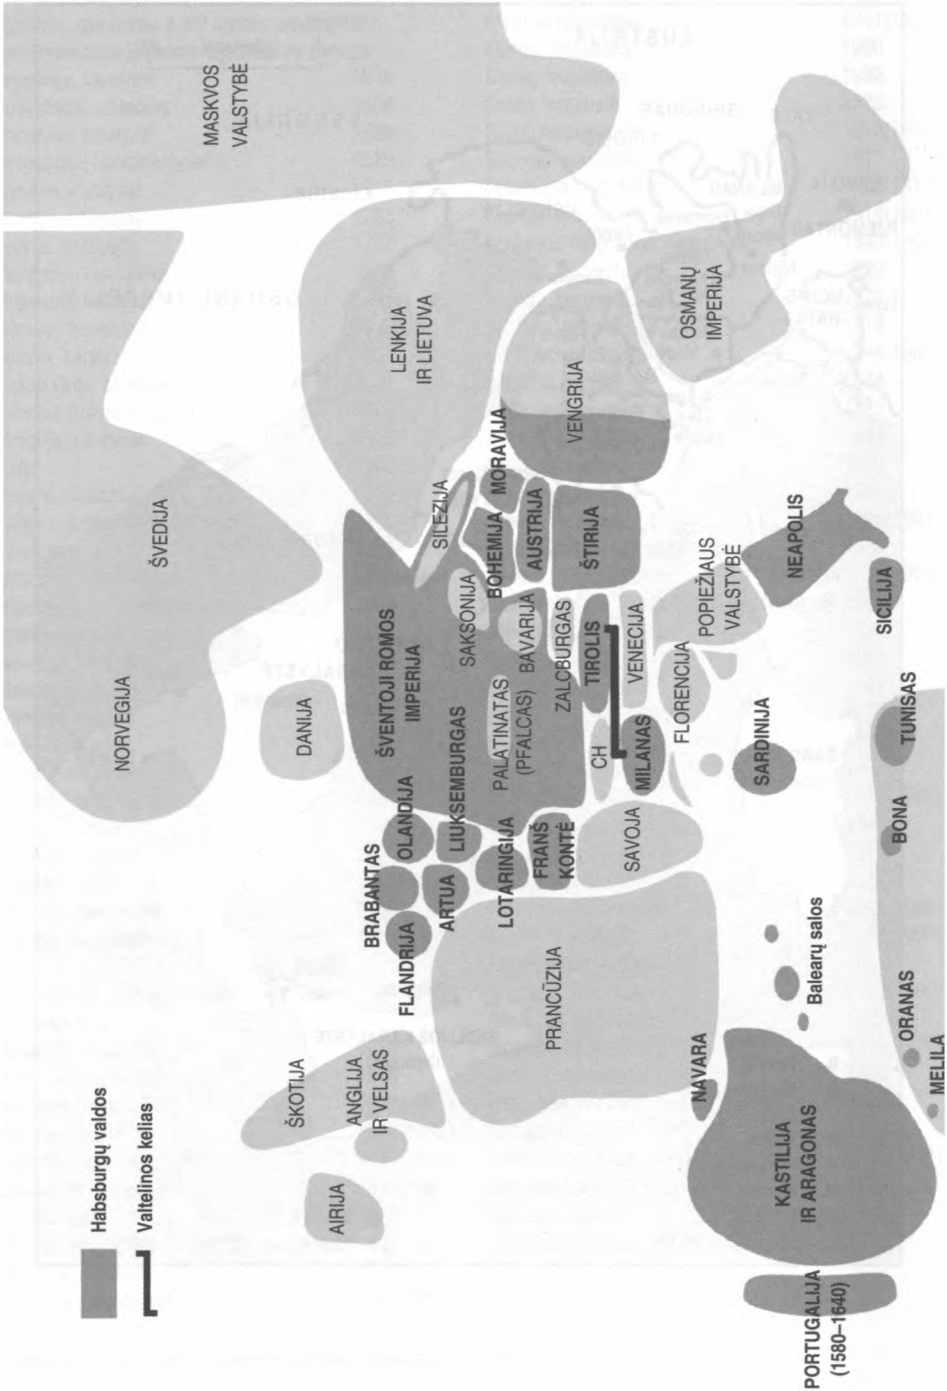 Habsburgų valdos
Valtelinos kelias
AIRIJA
ŠKOTIJA
ANGLIJA
IR VELSAS
NORVEGIJA
ŠVEDIJA
DANIJA
MASKVOS
VALSTYBĖ
LENKIJA
IR LIETUVA
BRABANTAS
OLANDIJA
FLANDRIJA
ARTUA
LIUKSEMBURGAS
LOTARINGIJA
FRANŠ
KONTĖ
ŠVENTOJI ROMOS
IMPERIJA
SAKSONIJA
SILEZIJA
PALATINATAS
(PFALCAS)
BAVARIJA
BOHEMIJA
MORAVIJA
AUSTRIJA
ZALCBURGAS
TIROLIS
ŠTIRIJA
VENGRIJA
OSMANŲ
IMPERIJA
PRANCŪZIJA
SAVOJA
CH
MILANAS
VENECIJA
FLORENCIJA
POPIEŽIAUS
VALSTYBĖ
NEAPOLIS
SICILIJA
SARDINIJA
NAVARA
KASTILIJA
IR ARAGONAS
PORTUGALIJA
(1580–1640)
Balearų salos
MELILA
ORANAS
BONA
TUNISAS